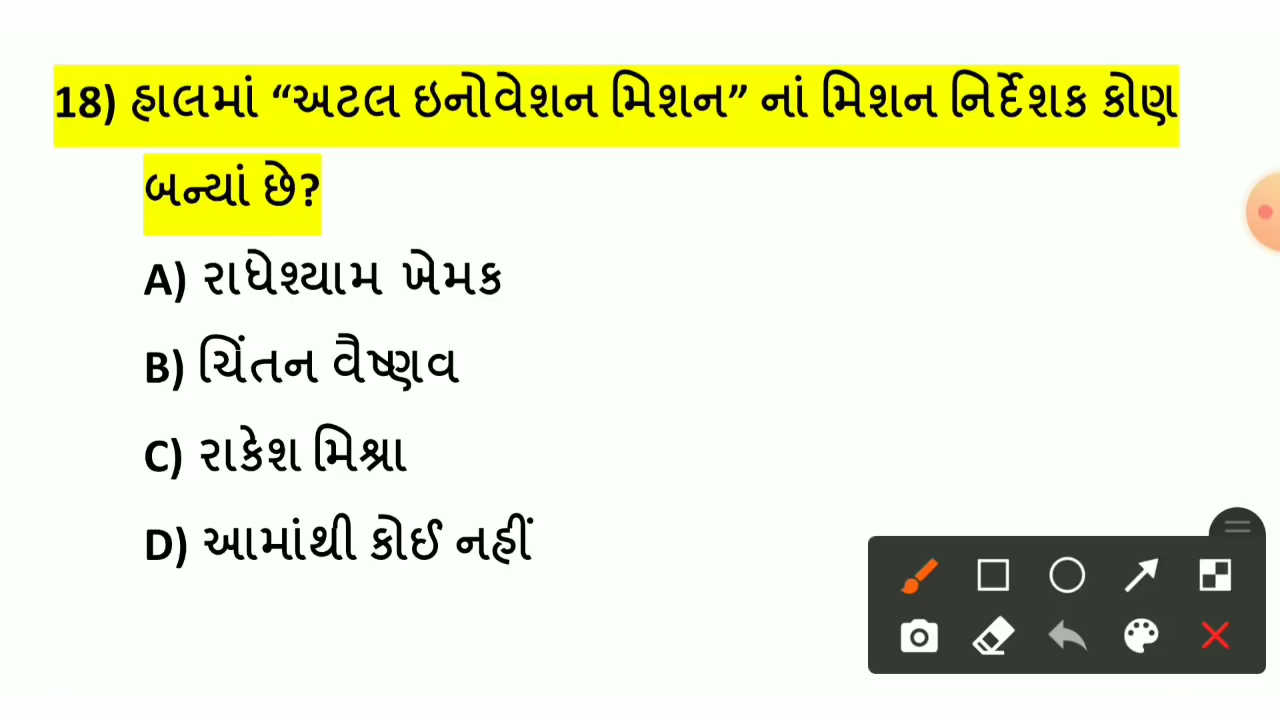 18) હાલમાં “અટલ ઇનોવેશન મિશન” નાં મિશન નિર્દેશક કોણ
બન્યાં છે?
A) રાધેશ્યામ ખેમક
B) ચિંતન વૈષ્ણવ
C) રાકેશ મિશ્રા
D) આમાંથી કોઈ નહીં